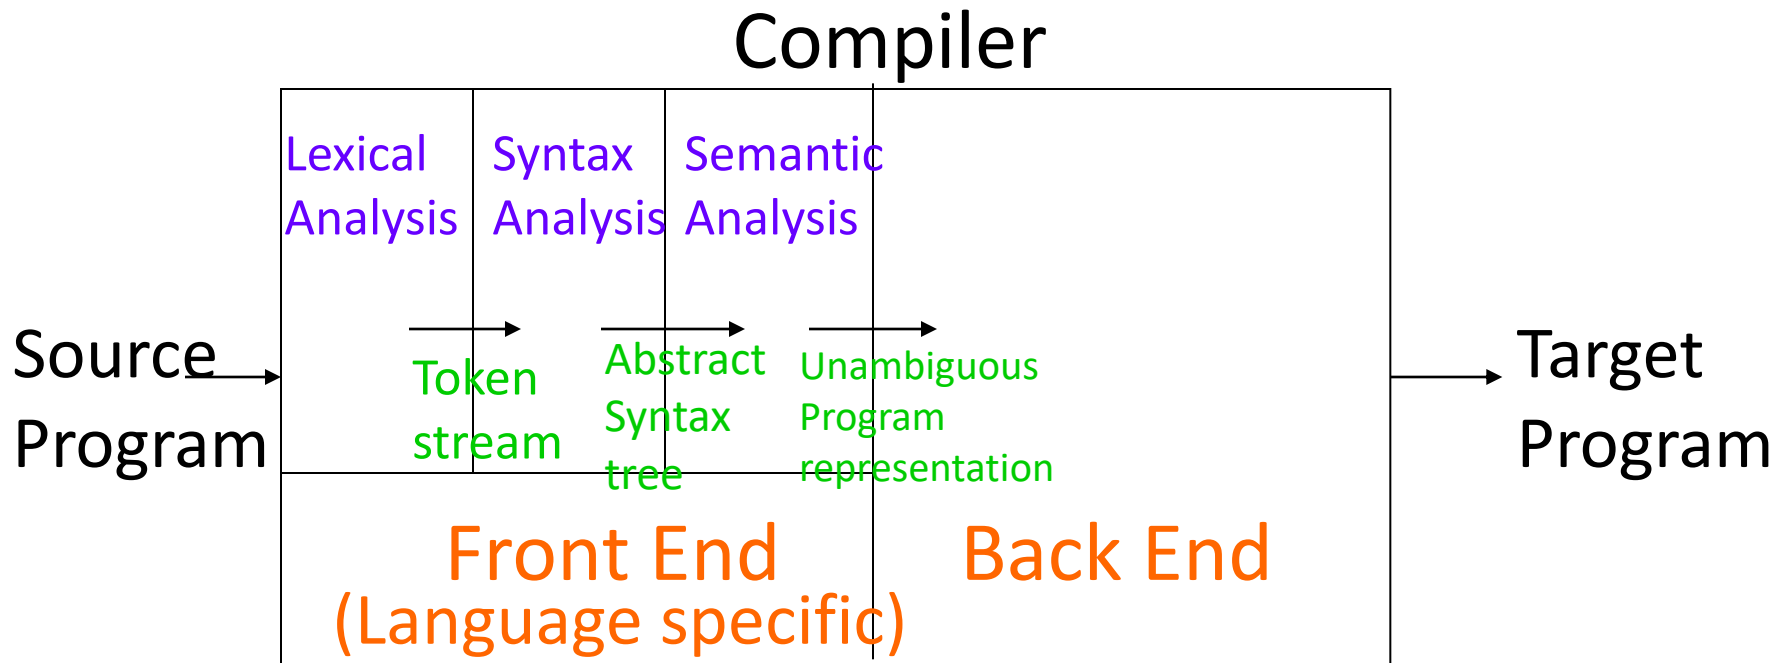 Compiler
Lexical
Analysis
Syntax
Analysis
Semantic
Analysis
Source
Program
Token
stream
Abstract
Syntax
tree
Unambiguous
Program
representation
Target
Program
Front End
(Language specific)
Back End